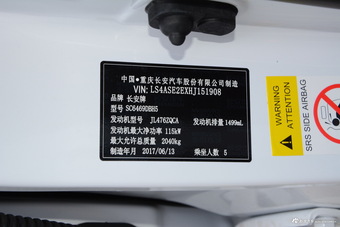 中国·重庆长安汽车股份有限公司制造
VIN: LS4ASE2EXHJ151908
品牌 长安牌
型号 SC6469DBH5
发动机型号 JL476ZQCA 发动机排量 1499mL
发动机最大净功率 115kW
最大允许总质量 2040kg
制造年月 2017/06/13 乘坐人数 5
WARNING
ATTENTION
SRS SIDE AIRBAG